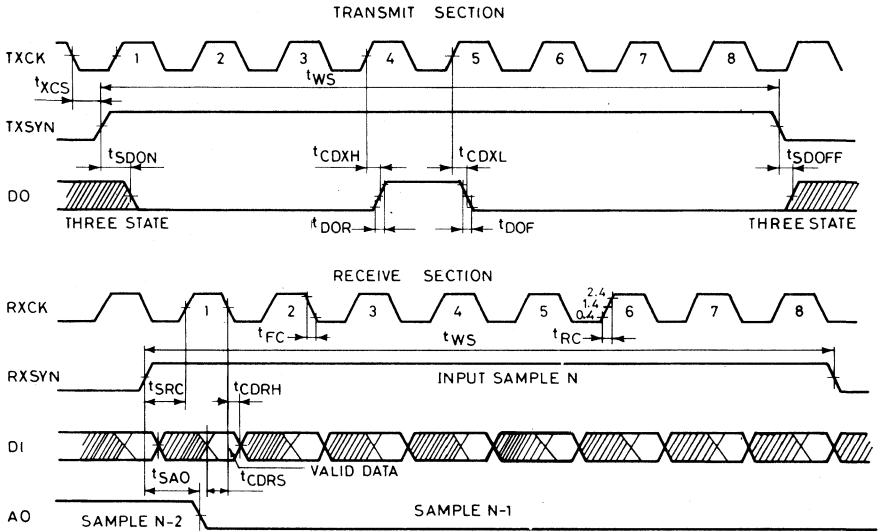 TRANSMIT SECTION
TXCK 1 2 3 4 5 6 7 8
tXCS tWS
TXSYN
tSDON tCDXH tCDXL tSDOFF
DO
THREE STATE tDOR tDOF THREE STATE
RECEIVE SECTION
RXCK 1 2 3 4 5 6 7 8
2.4
1.4
0.4
tFC tWS tRC
RXSYN INPUT SAMPLE N
tSRC tCDRH
DI
VALID DATA
tSAO tCDRS
AO SAMPLE N-2 SAMPLE N-1